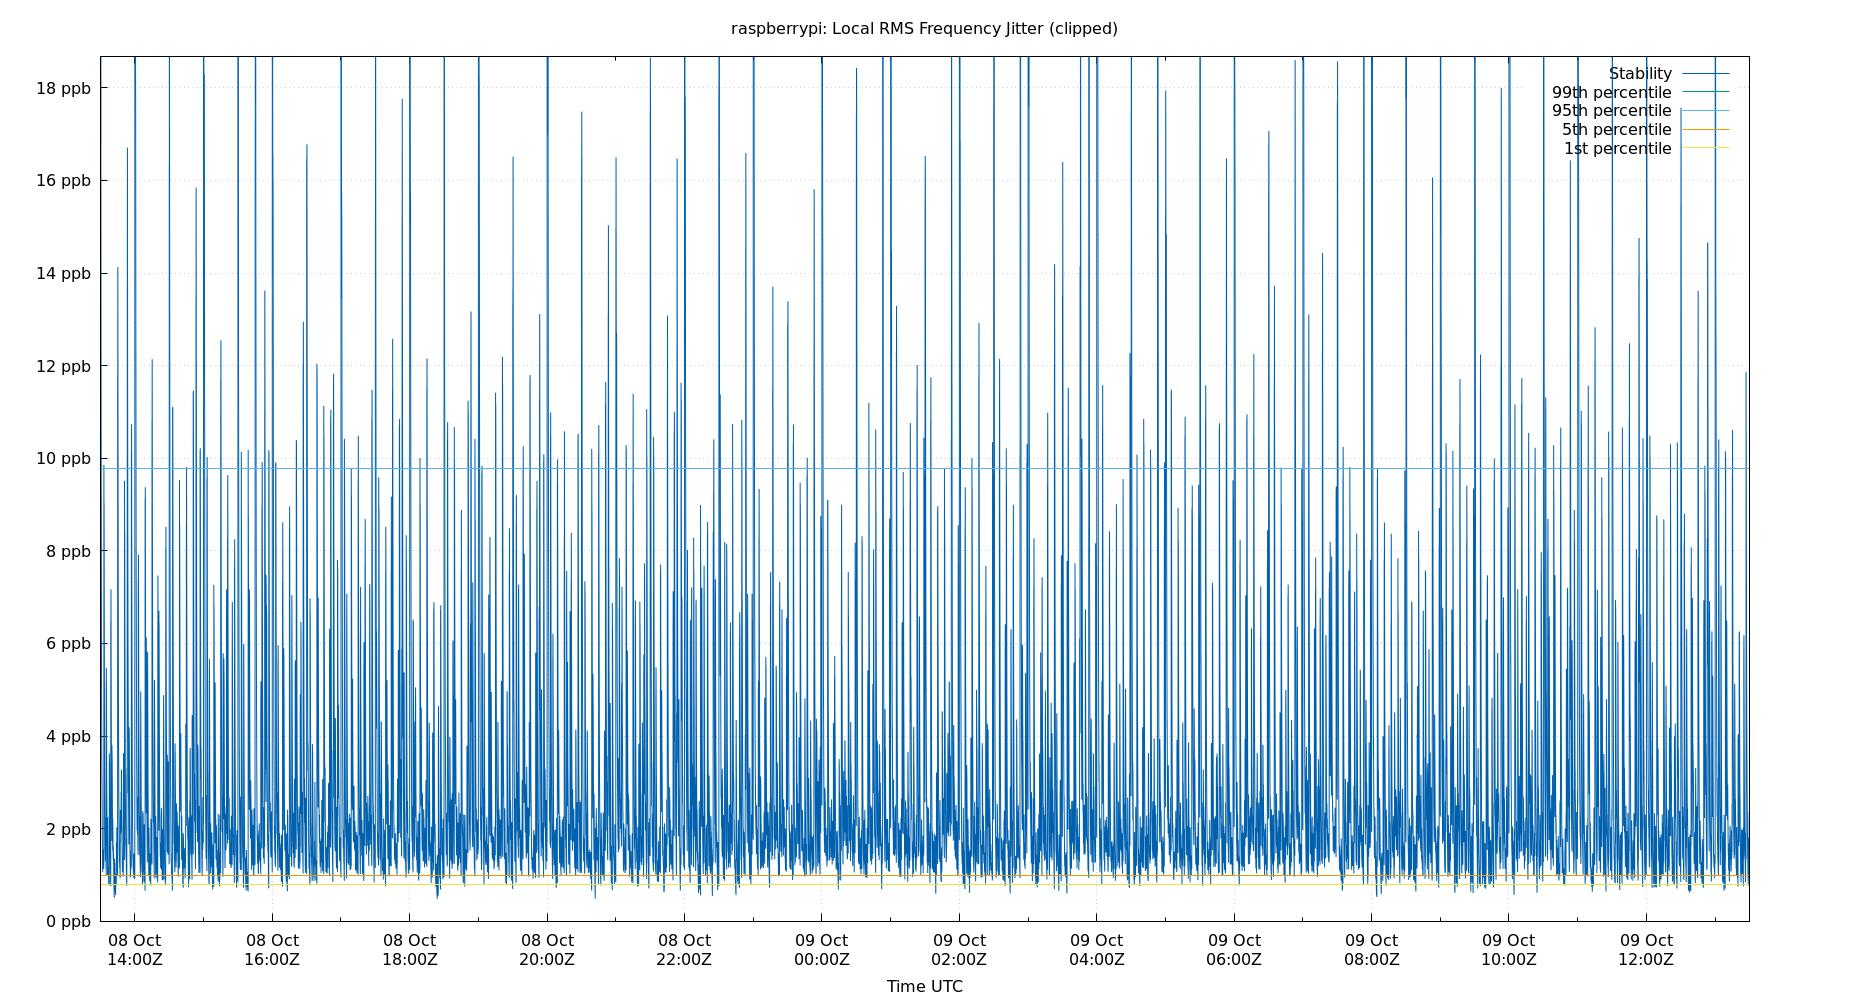 raspberrypi: Local RMS Frequency Jitter (clipped)
Stability
99th percentile
95th percentile
5th percentile
1st percentile
18 ppb
16 ppb
14 ppb
12 ppb
10 ppb
8 ppb
6 ppb
4 ppb
2 ppb
0 ppb
08 Oct 08 Oct 08 Oct 08 Oct 08 Oct 09 Oct 09 Oct 09 Oct 09 Oct 09 Oct 09 Oct 09 Oct
14:00Z 16:00Z 18:00Z 20:00Z 22:00Z 00:00Z 02:00Z 04:00Z 06:00Z 08:00Z 10:00Z 12:00Z
Time UTC